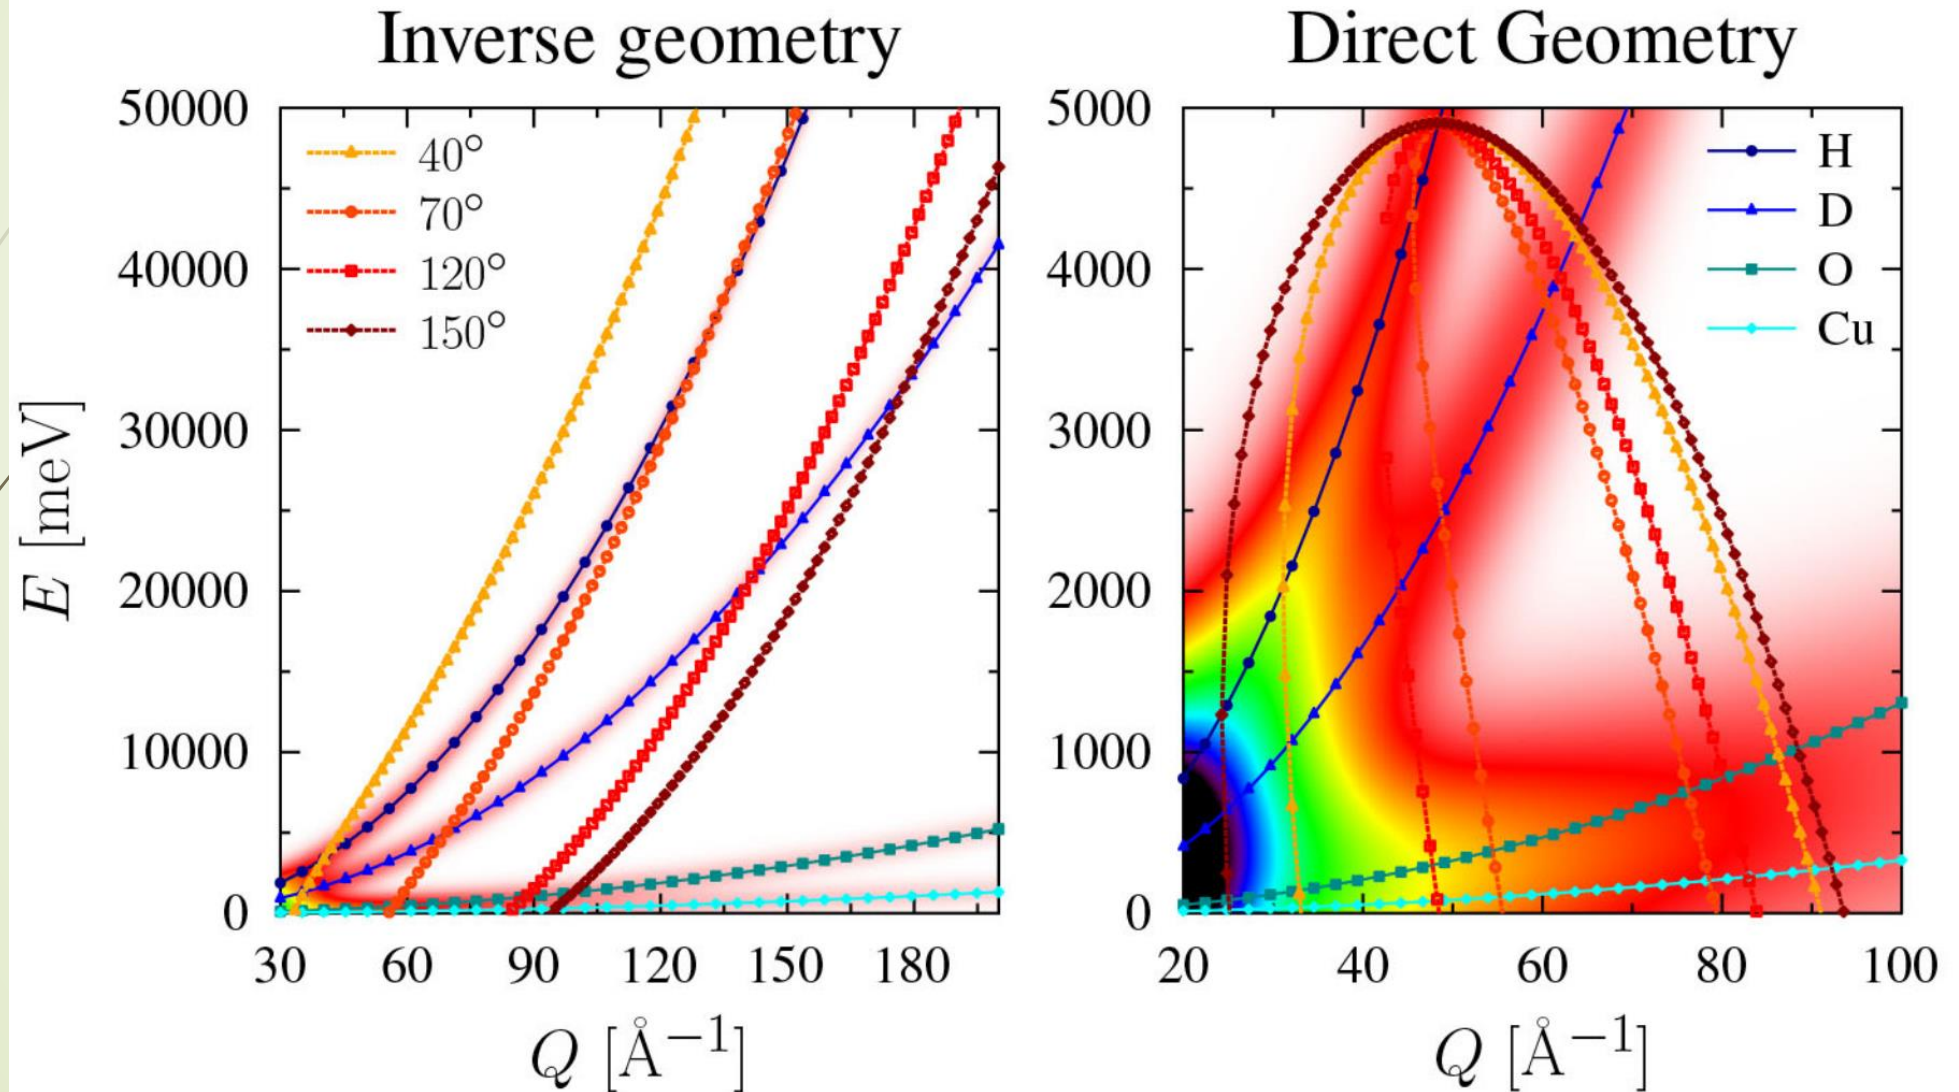 Inverse geometry
Direct Geometry
E [meV]
50000
40000
30000
20000
10000
0
40°
70°
120°
150°
30 60 90 120 150 180
Q [Å⁻¹]
5000
4000
3000
2000
1000
0
H
D
O
Cu
20 40 60 80 100
Q [Å⁻¹]